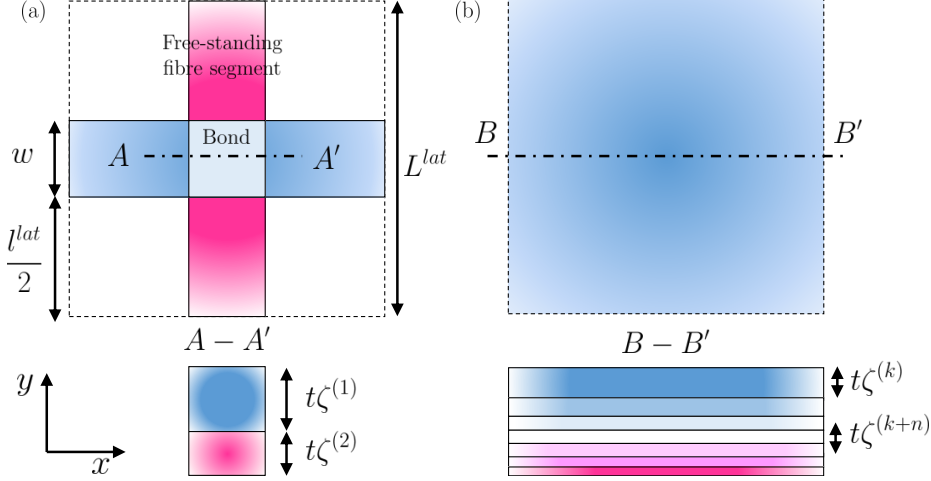 (a)
(b)
Free-standing
fibre segment
Bond
A
A′
B
B′
w
L^{lat}
l^{lat}
2
A − A′
B − B′
y
x
tζ^{(1)}
tζ^{(2)}
tζ^{(k)}
tζ^{(k+n)}